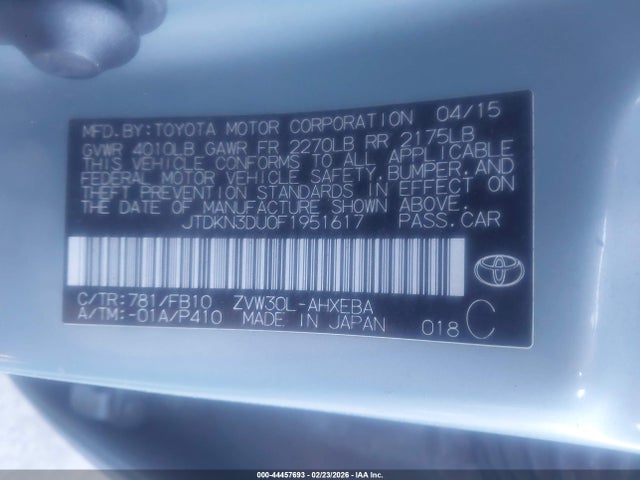 MFD.BY:TOYOTA MOTOR CORPORATION 04/15
GVWR 4010LB GAWR FR 2270LB RR 2175LB
THIS VEHICLE CONFORMS TO ALL APPLICABLE
FEDERAL MOTOR VEHICLE SAFETY,BUMPER,AND
THEFT PREVENTION STANDARDS IN EFFECT ON
THE DATE OF MANUFACTURE SHOWN ABOVE.
JTDKN3DU0F1951617 PASS.CAR
C/TR:781/FB10 ZVW30L-AHXEBA
A/TM:-01A/P410 MADE IN JAPAN 018 C
000-44457693 - 02/23/2026 - IAA Inc.